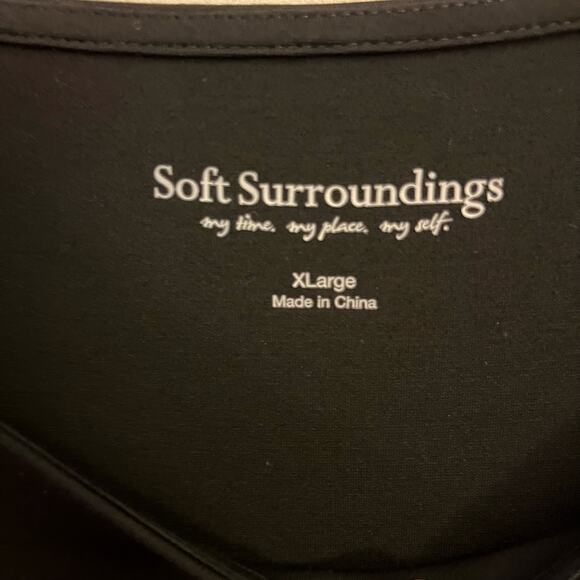 Soft Surroundings
my time. my place. my self.
XLarge
Made in China